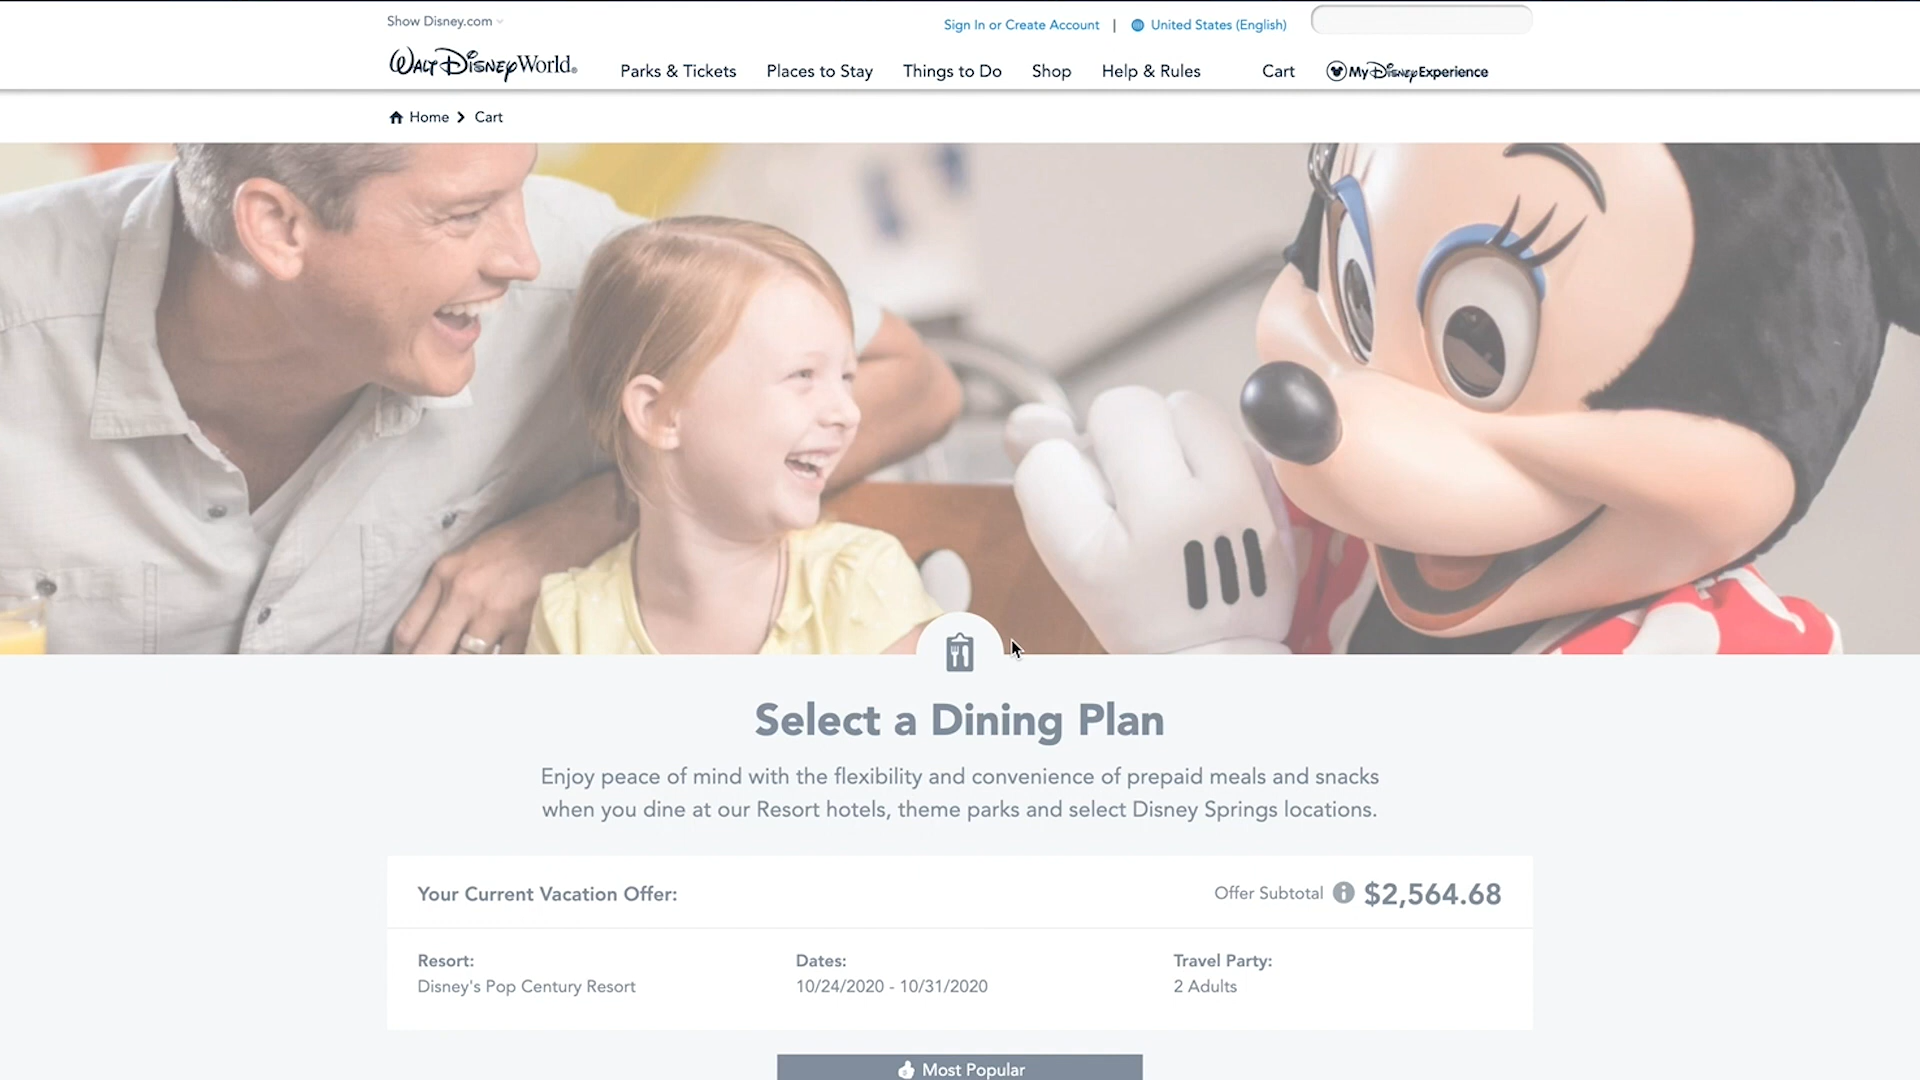 Show Disney.com
Sign In or Create Account | United States (English)
Walt Disney World
Parks & Tickets Places to Stay Things to Do Shop Help & Rules Cart My Disney Experience
Home > Cart
Select a Dining Plan
Enjoy peace of mind with the flexibility and convenience of prepaid meals and snacks
when you dine at our Resort hotels, theme parks and select Disney Springs locations.
Your Current Vacation Offer: Offer Subtotal $2,564.68
Resort: Dates: Travel Party:
Disney's Pop Century Resort 10/24/2020 - 10/31/2020 2 Adults
Most Popular